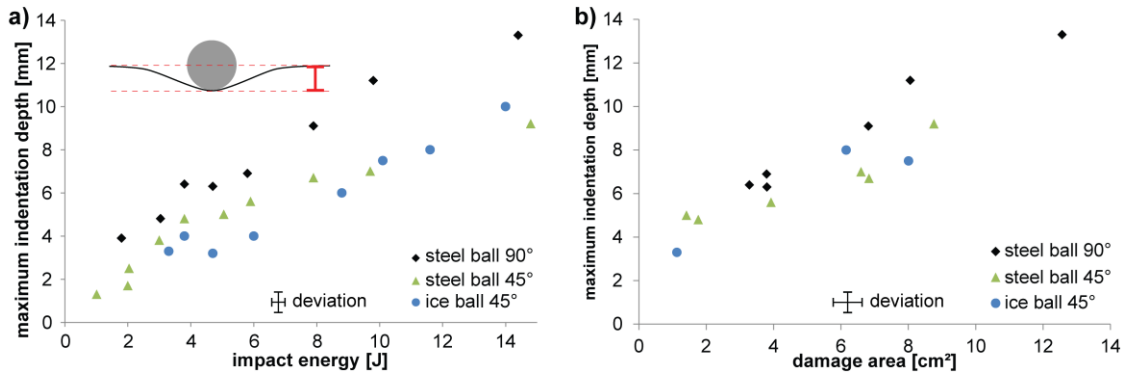 a)
maximum indentation depth [mm]
14
12
10
8
6
4
2
0
0 2 4 6 8 10 12 14
impact energy [J]
steel ball 90°
steel ball 45°
ice ball 45°
deviation
b)
maximum indentation depth [mm]
14
12
10
8
6
4
2
0
0 2 4 6 8 10 12 14
damage area [cm²]
steel ball 90°
steel ball 45°
ice ball 45°
deviation